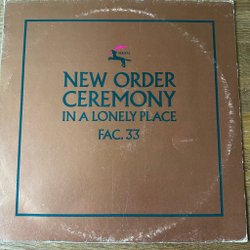 NEW ORDER
CEREMONY
IN A LONELY PLACE
FAC. 33